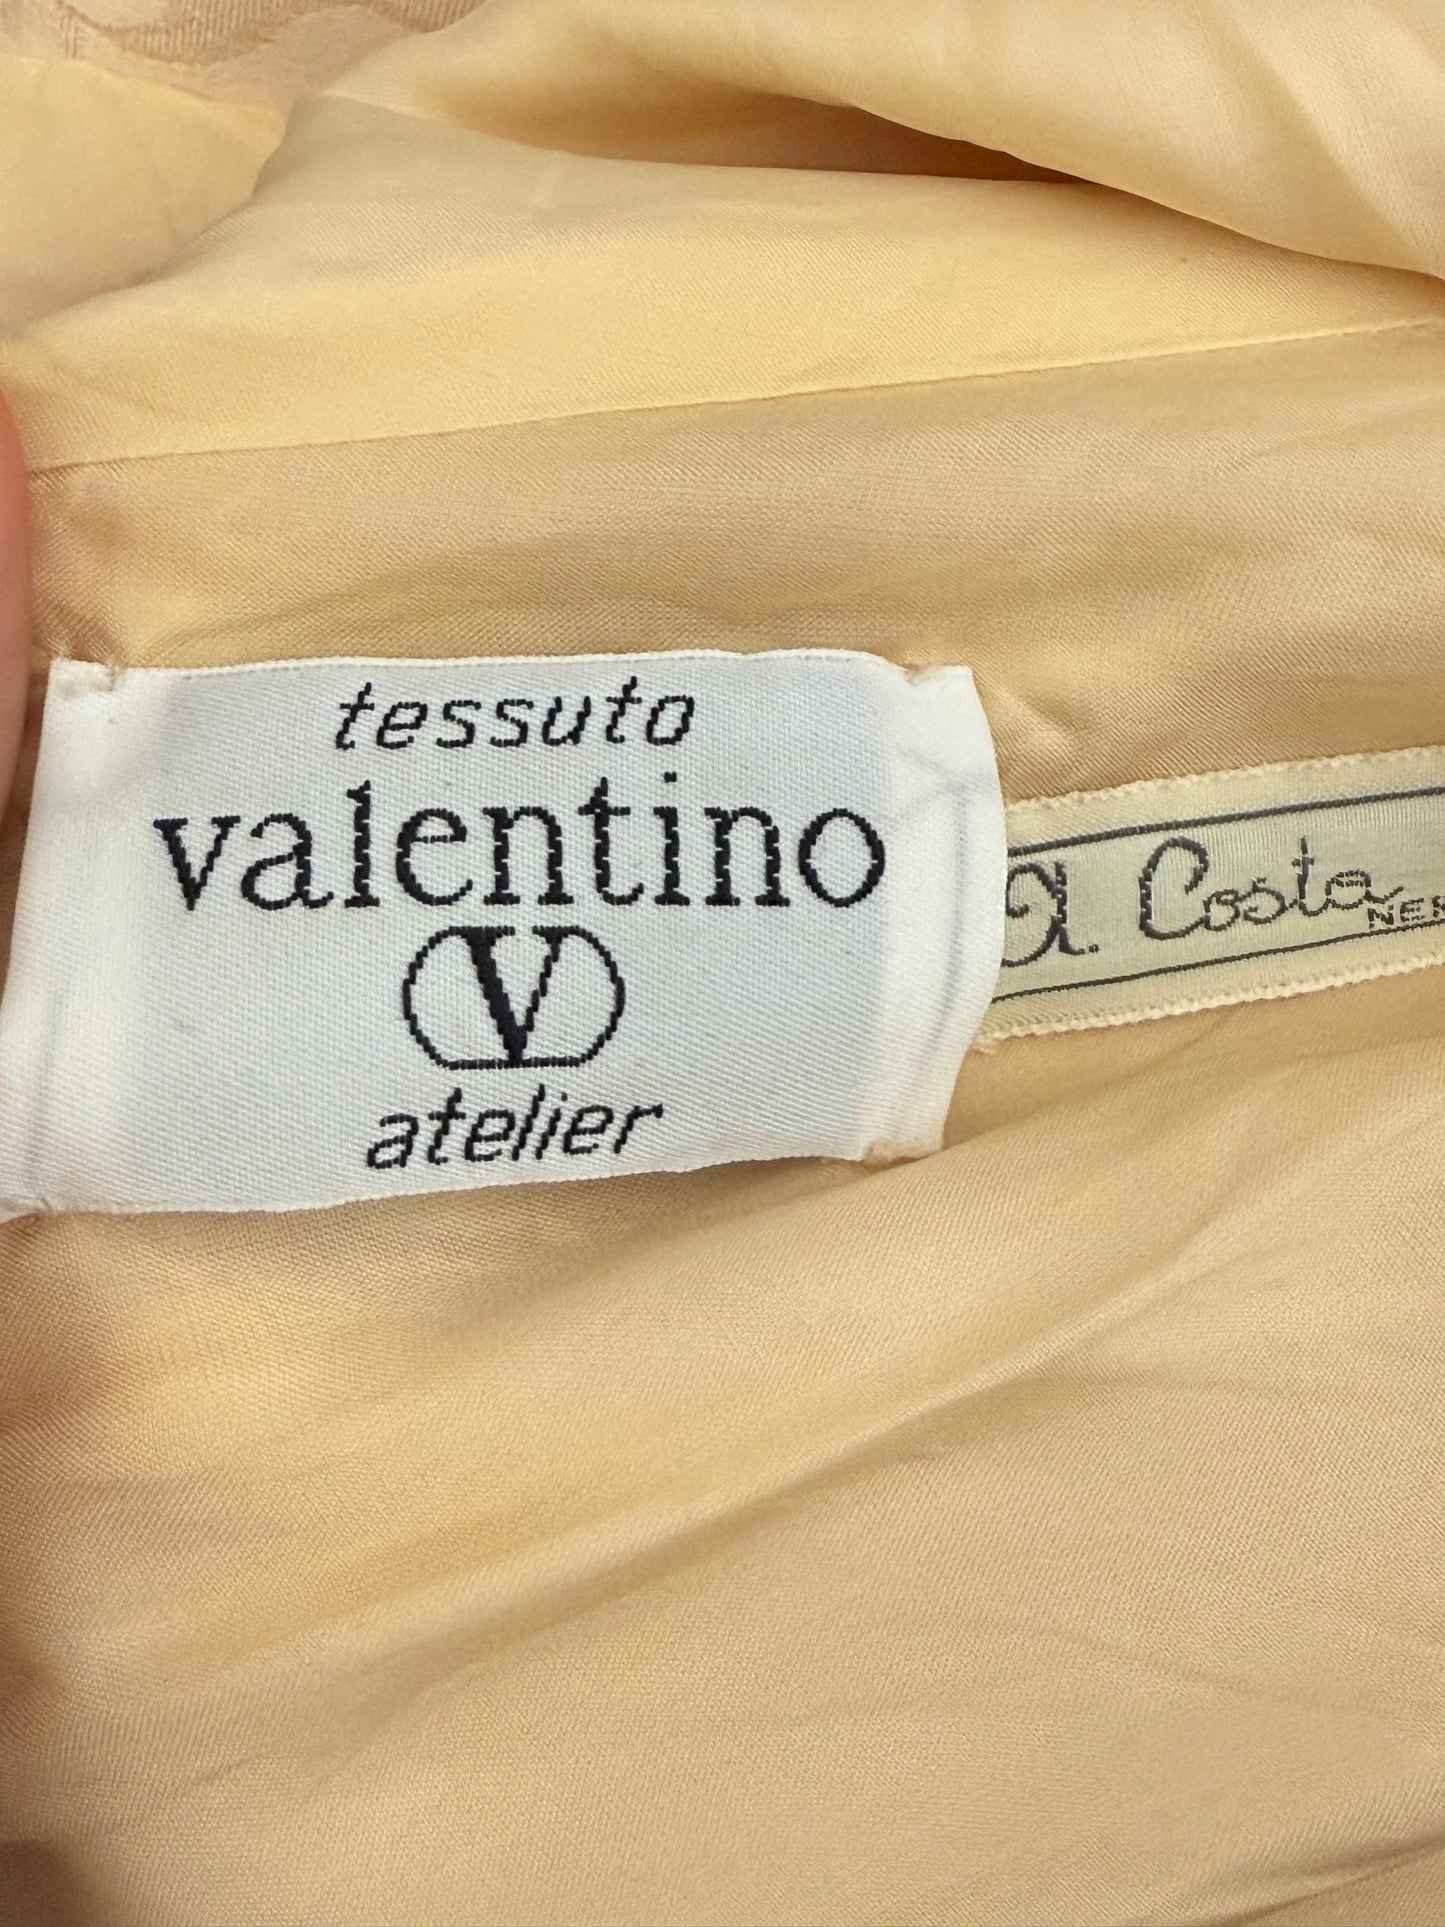 tessuto
valentino
V
atelier
A. Costa